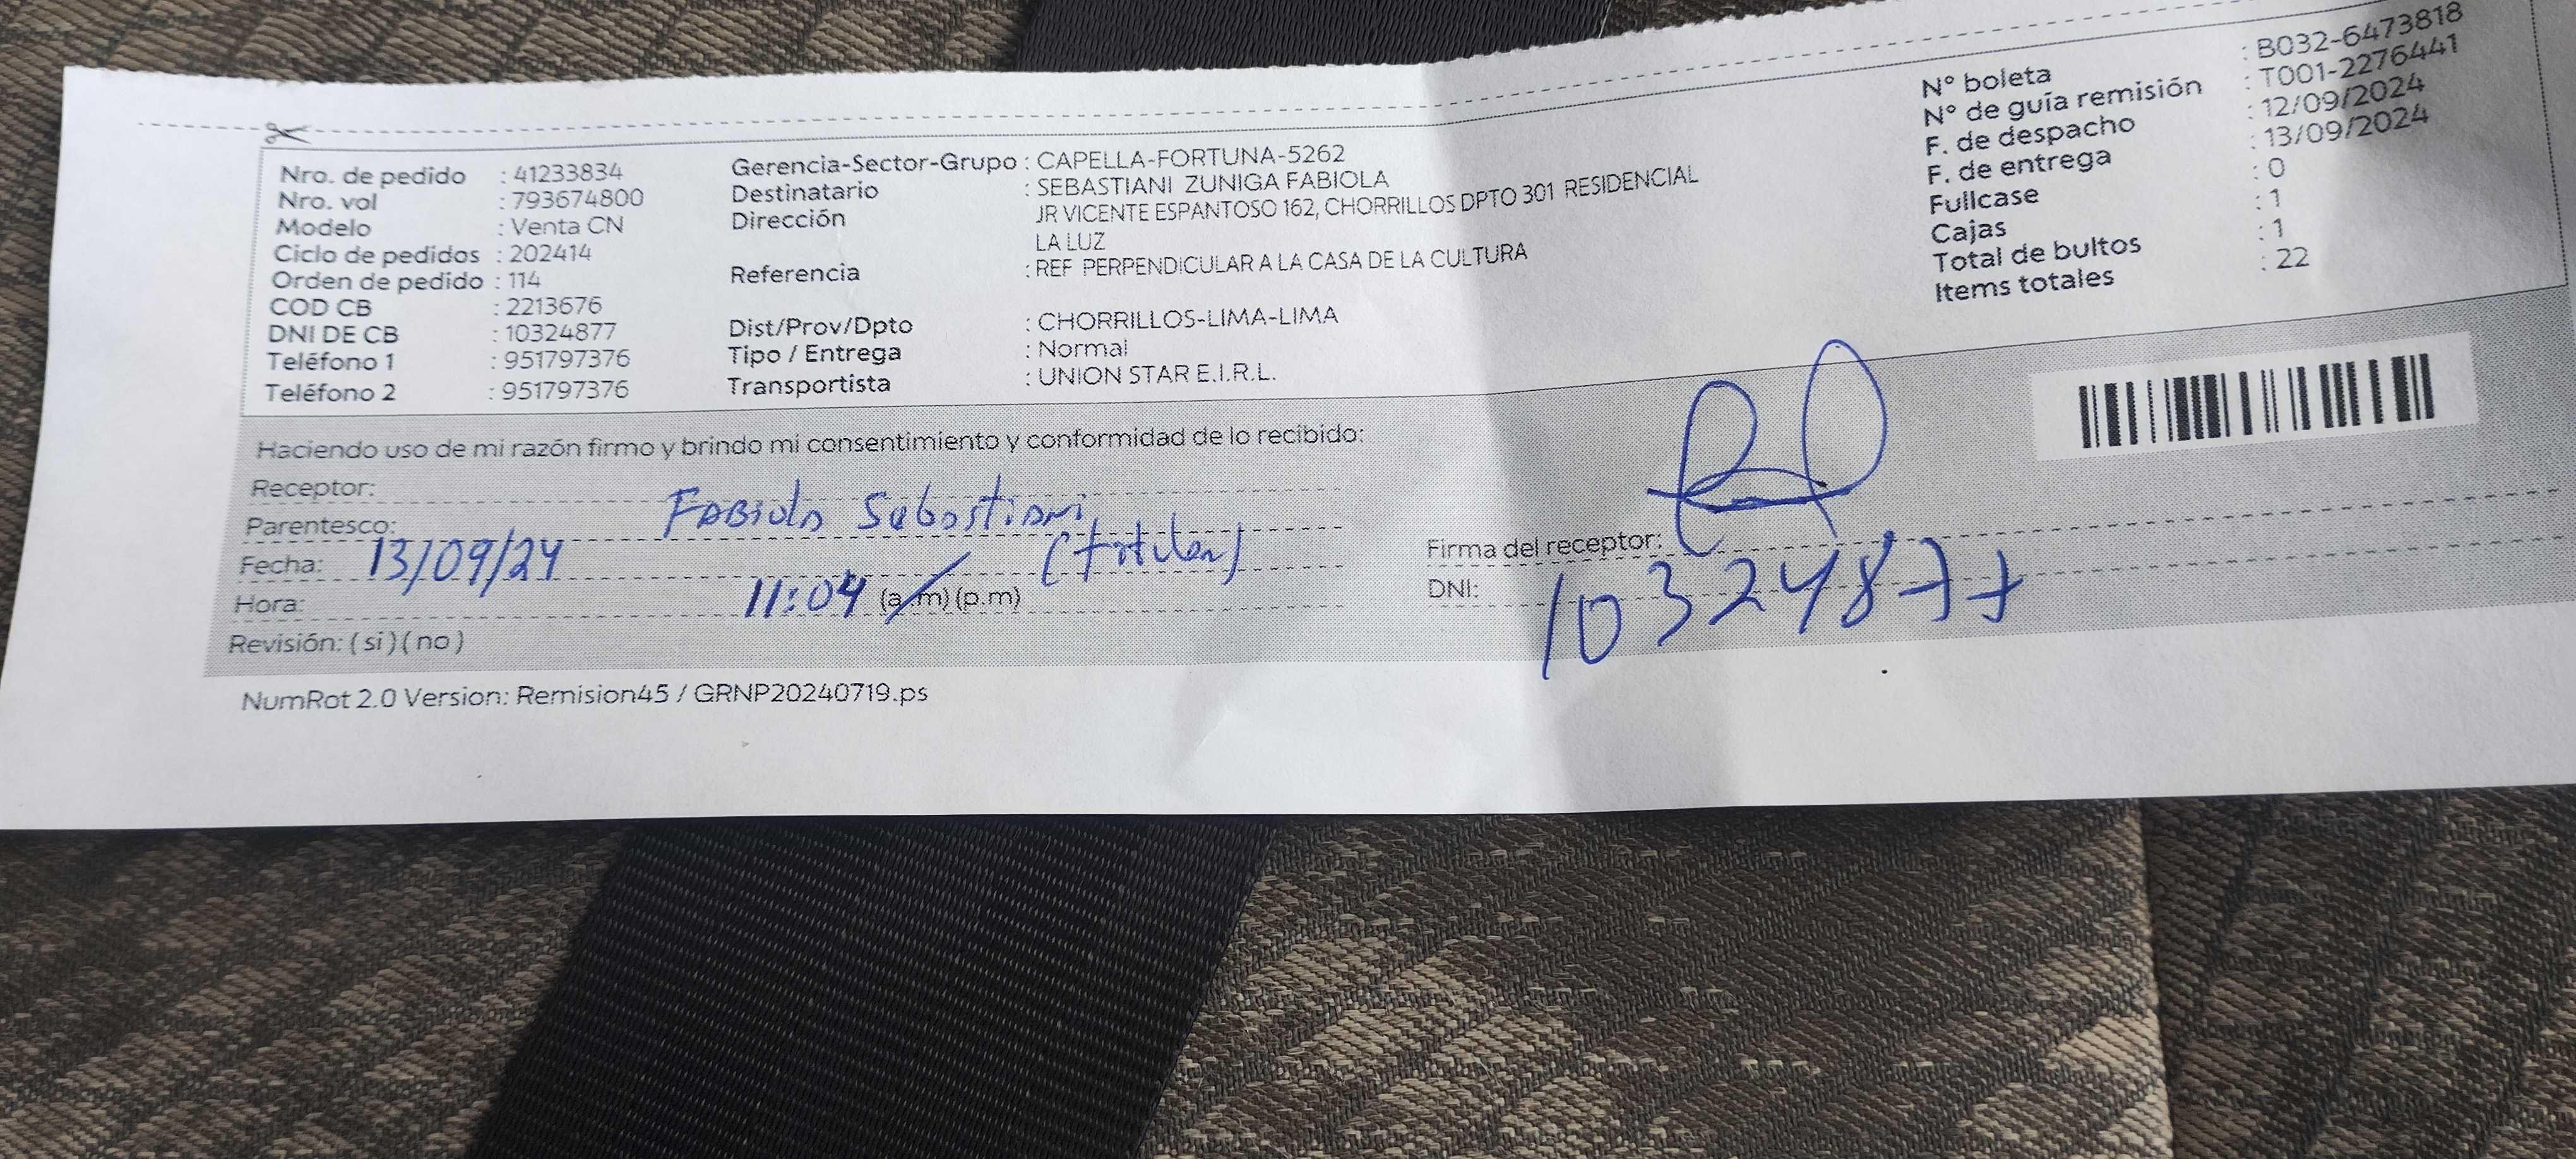 Nro. de pedido : 41233834
Nro. vol : 793674800
Modelo : Venta CN
Ciclo de pedidos : 202414
Orden de pedido : 114
COD CB : 2213676
DNI DE CB : 10324877
Teléfono 1 : 951797376
Teléfono 2 : 951797376
Gerencia-Sector-Grupo : CAPELLA-FORTUNA-5262
Destinatario : SEBASTIANI ZUNIGA FABIOLA
Dirección JR VICENTE ESPANTOSO 162, CHORRILLOS DPTO 301 RESIDENCIAL
LA LUZ
Referencia : REF PERPENDICULAR A LA CASA DE LA CULTURA
Dist/Prov/Dpto : CHORRILLOS-LIMA-LIMA
Tipo / Entrega : Normal
Transportista : UNION STAR E.I.R.L.
N° boleta : B032-6473818
N° de guía remisión : T001-2276441
F. de despacho : 12/09/2024
F. de entrega : 13/09/2024
Fullcase : 0
Cajas : 1
Total de bultos : 1
Items totales : 22
Haciendo uso de mi razón firmo y brindo mi consentimiento y conformidad de lo recibido:
Receptor: Fabiola Sebastiani
Parentesco: (titular)
Fecha: 13/09/24
Hora: 11:04 (a.m) (p.m)
Revisión: ( si ) ( no )
Firma del receptor:
DNI: 10324877
NumRot 2.0 Version: Remision45 / GRNP20240719.ps